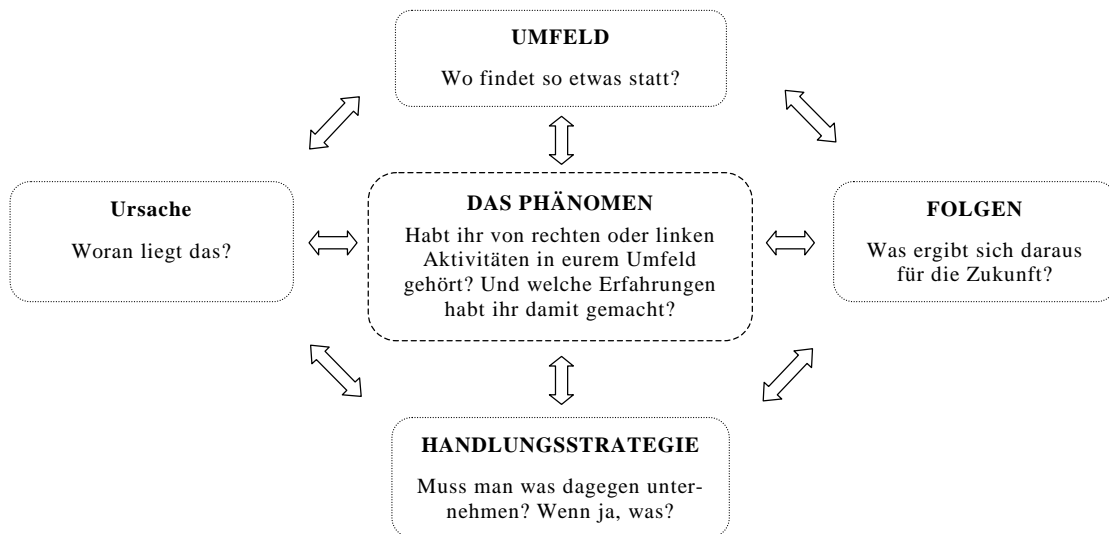 UMFELD
Wo findet so etwas statt?
Ursache
Woran liegt das?
DAS PHÄNOMEN
Habt ihr von rechten oder linken
Aktivitäten in eurem Umfeld
gehört? Und welche Erfahrungen
habt ihr damit gemacht?
FOLGEN
Was ergibt sich daraus
für die Zukunft?
HANDLUNGSSTRATEGIE
Muss man was dagegen unter-
nehmen? Wenn ja, was?